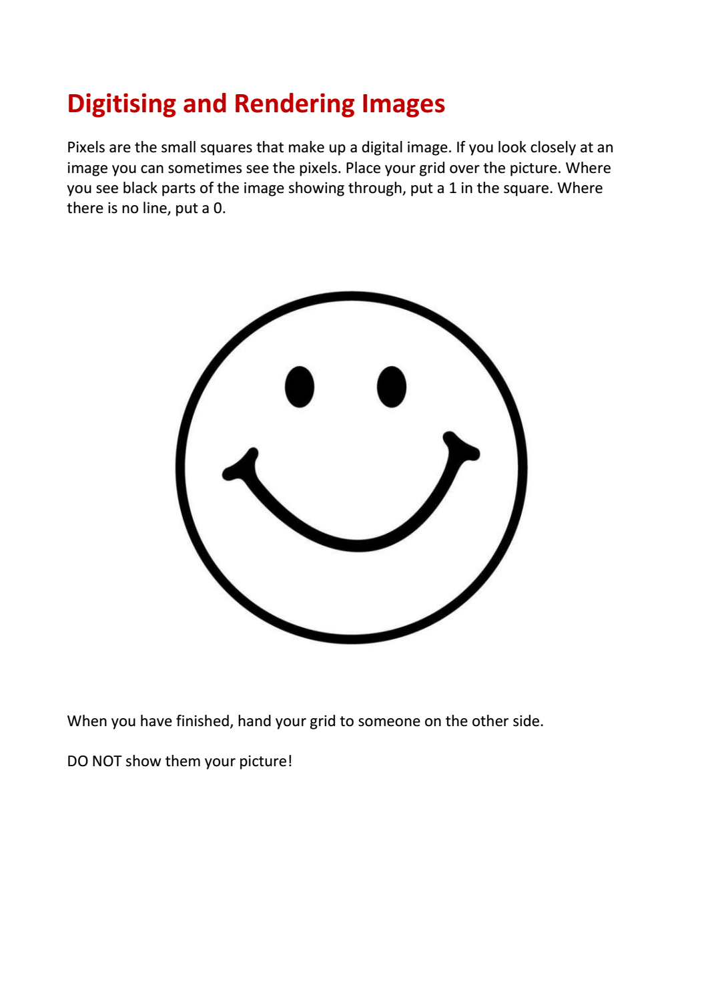 Digitising and Rendering Images
Pixels are the small squares that make up a digital image. If you look closely at an
image you can sometimes see the pixels. Place your grid over the picture. Where
you see black parts of the image showing through, put a 1 in the square. Where
there is no line, put a 0.
When you have finished, hand your grid to someone on the other side.
DO NOT show them your picture!